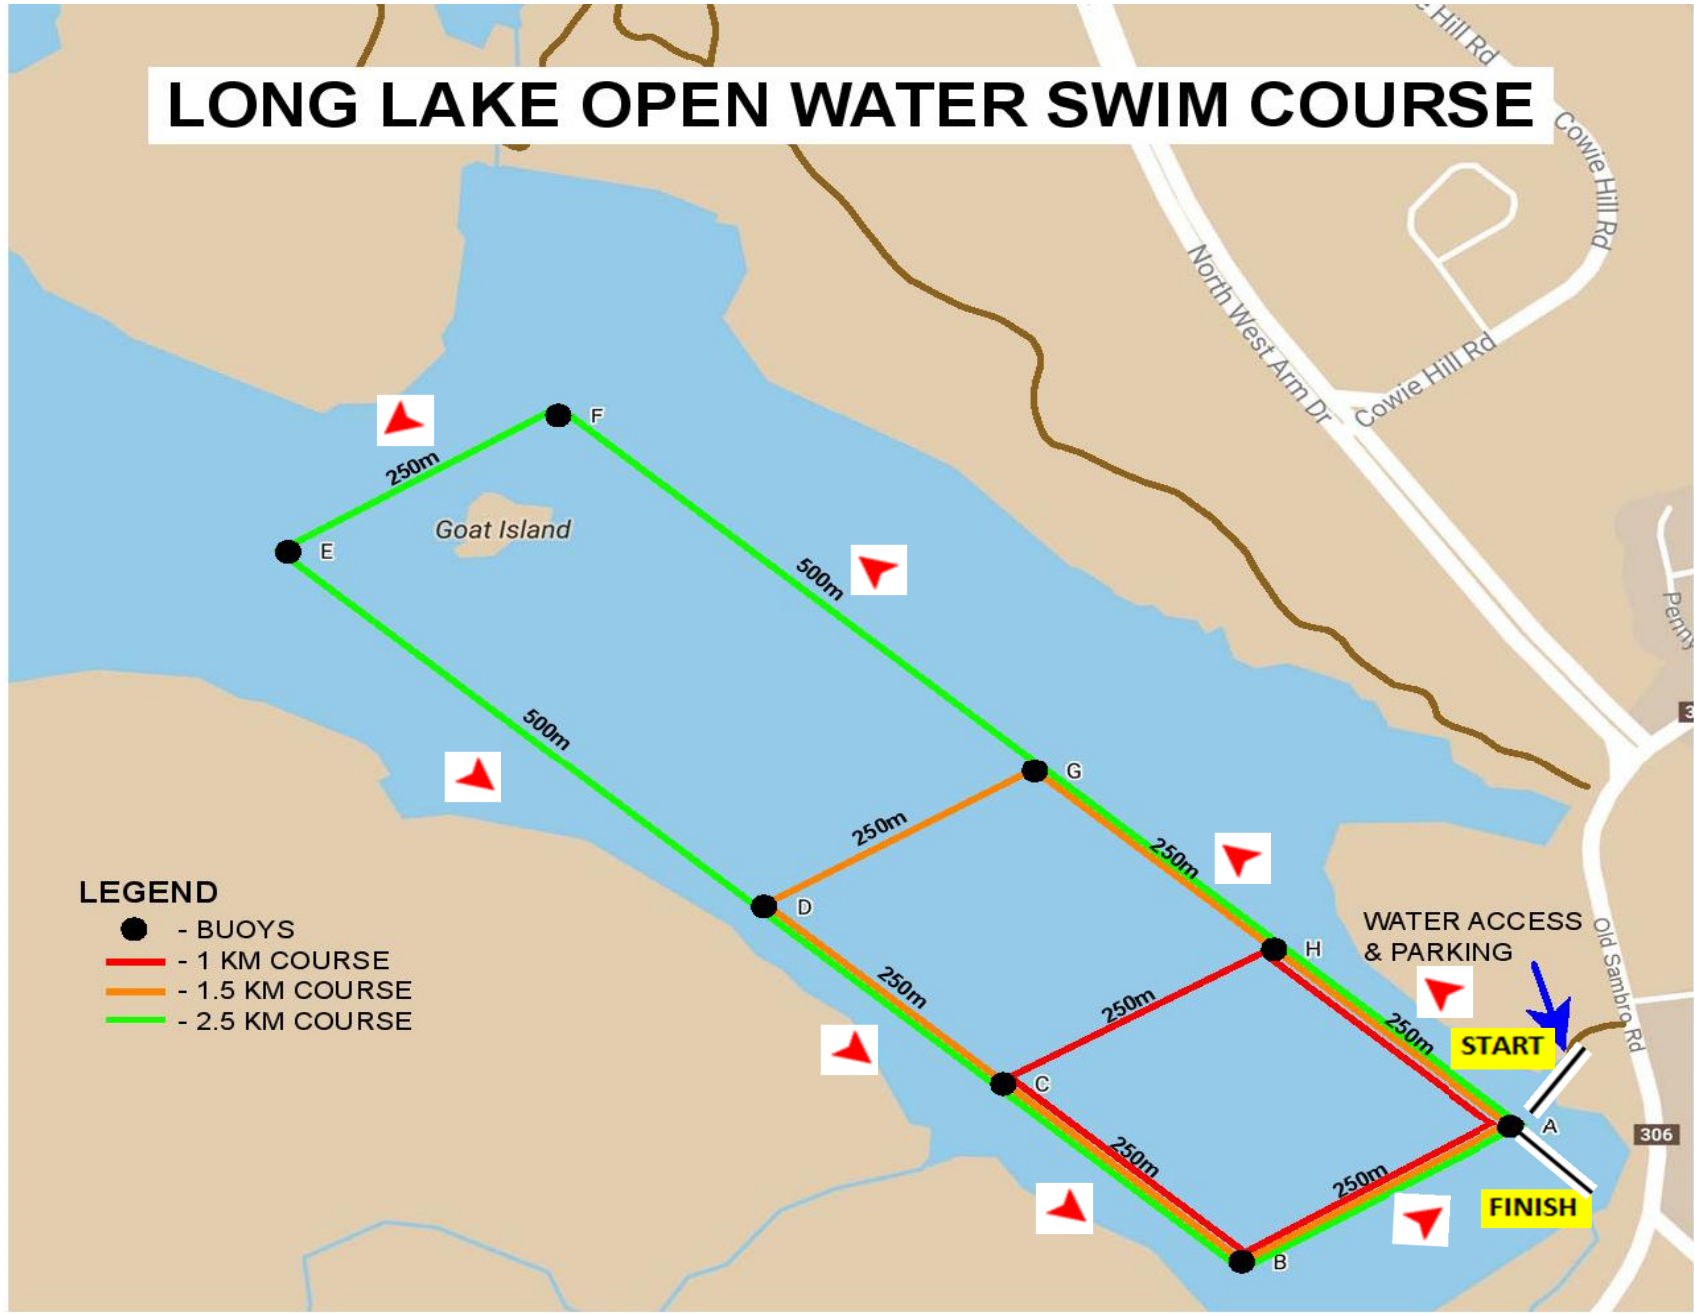 LONG LAKE OPEN WATER SWIM COURSE
Hill Rd
Cowie Hill Rd
North West Arm Dr
Cowie Hill Rd
F
250m
Goat Island
E
500m
500m
Penny
3
G
250m
250m
D
H
LEGEND
- BUOYS
- 1 KM COURSE
- 1.5 KM COURSE
- 2.5 KM COURSE
WATER ACCESS
& PARKING
Old Sambro Rd
250m
250m
250m
START
C
A
306
250m
250m
FINISH
B